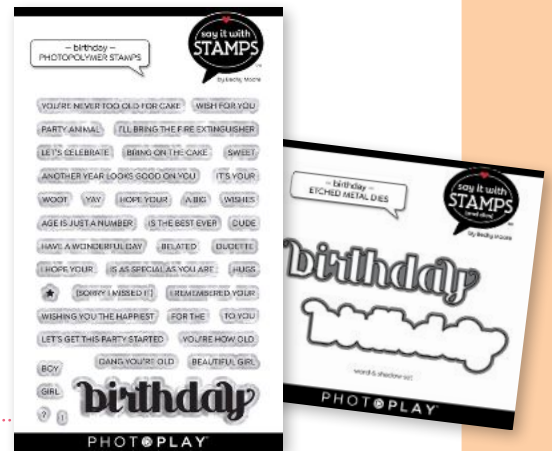 – birthday –
PHOTOPOLYMER STAMPS
say it with
STAMPS
by Becky Moore
YOU'RE NEVER TOO OLD FOR CAKE WISH FOR YOU
PARTY ANIMAL I'LL BRING THE FIRE EXTINGUISHER
LET'S CELEBRATE BRING ON THE CAKE SWEET
ANOTHER YEAR LOOKS GOOD ON YOU IT'S YOUR
WOOT YAY HOPE YOUR A BIG WISHES
AGE IS JUST A NUMBER IS THE BEST EVER DUDE
HAVE A WONDERFUL DAY BELATED DUDETTE
I HOPE YOUR IS AS SPECIAL AS YOU ARE HUGS
(SORRY I MISSED IT) I REMEMBERED YOUR
WISHING YOU THE HAPPIEST FOR THE TO YOU
LET'S GET THIS PARTY STARTED YOU'RE HOW OLD
BOY DANG YOU'RE OLD BEAUTIFUL GIRL
GIRL birthday
? !
PHOTOPLAY
– birthday –
ETCHED METAL DIES
say it with
STAMPS
(and dies)
by Becky Moore
birthday
word & shadow set
PHOTOPLAY